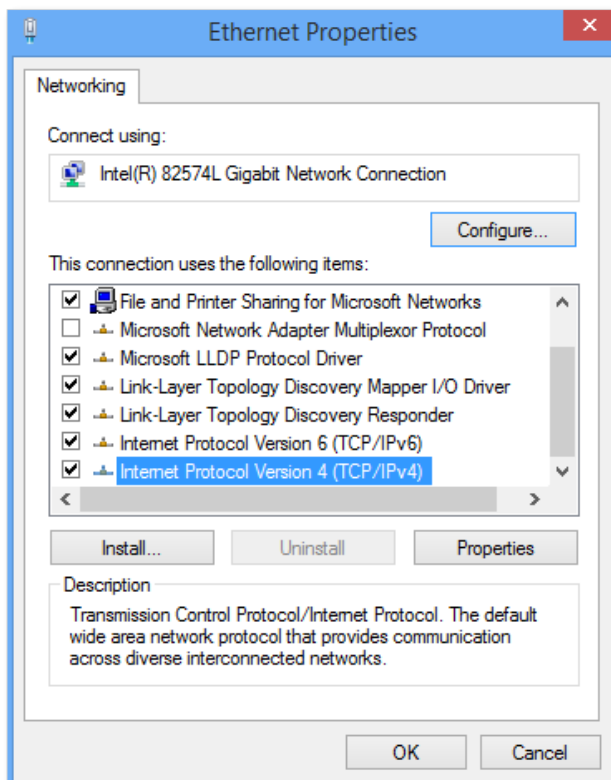 Ethernet Properties
Networking
Connect using:
Intel(R) 82574L Gigabit Network Connection
Configure...
This connection uses the following items:
File and Printer Sharing for Microsoft Networks
Microsoft Network Adapter Multiplexor Protocol
Microsoft LLDP Protocol Driver
Link-Layer Topology Discovery Mapper I/O Driver
Link-Layer Topology Discovery Responder
Internet Protocol Version 6 (TCP/IPv6)
Internet Protocol Version 4 (TCP/IPv4)
Install... Uninstall Properties
Description
Transmission Control Protocol/Internet Protocol. The default
wide area network protocol that provides communication
across diverse interconnected networks.
OK Cancel